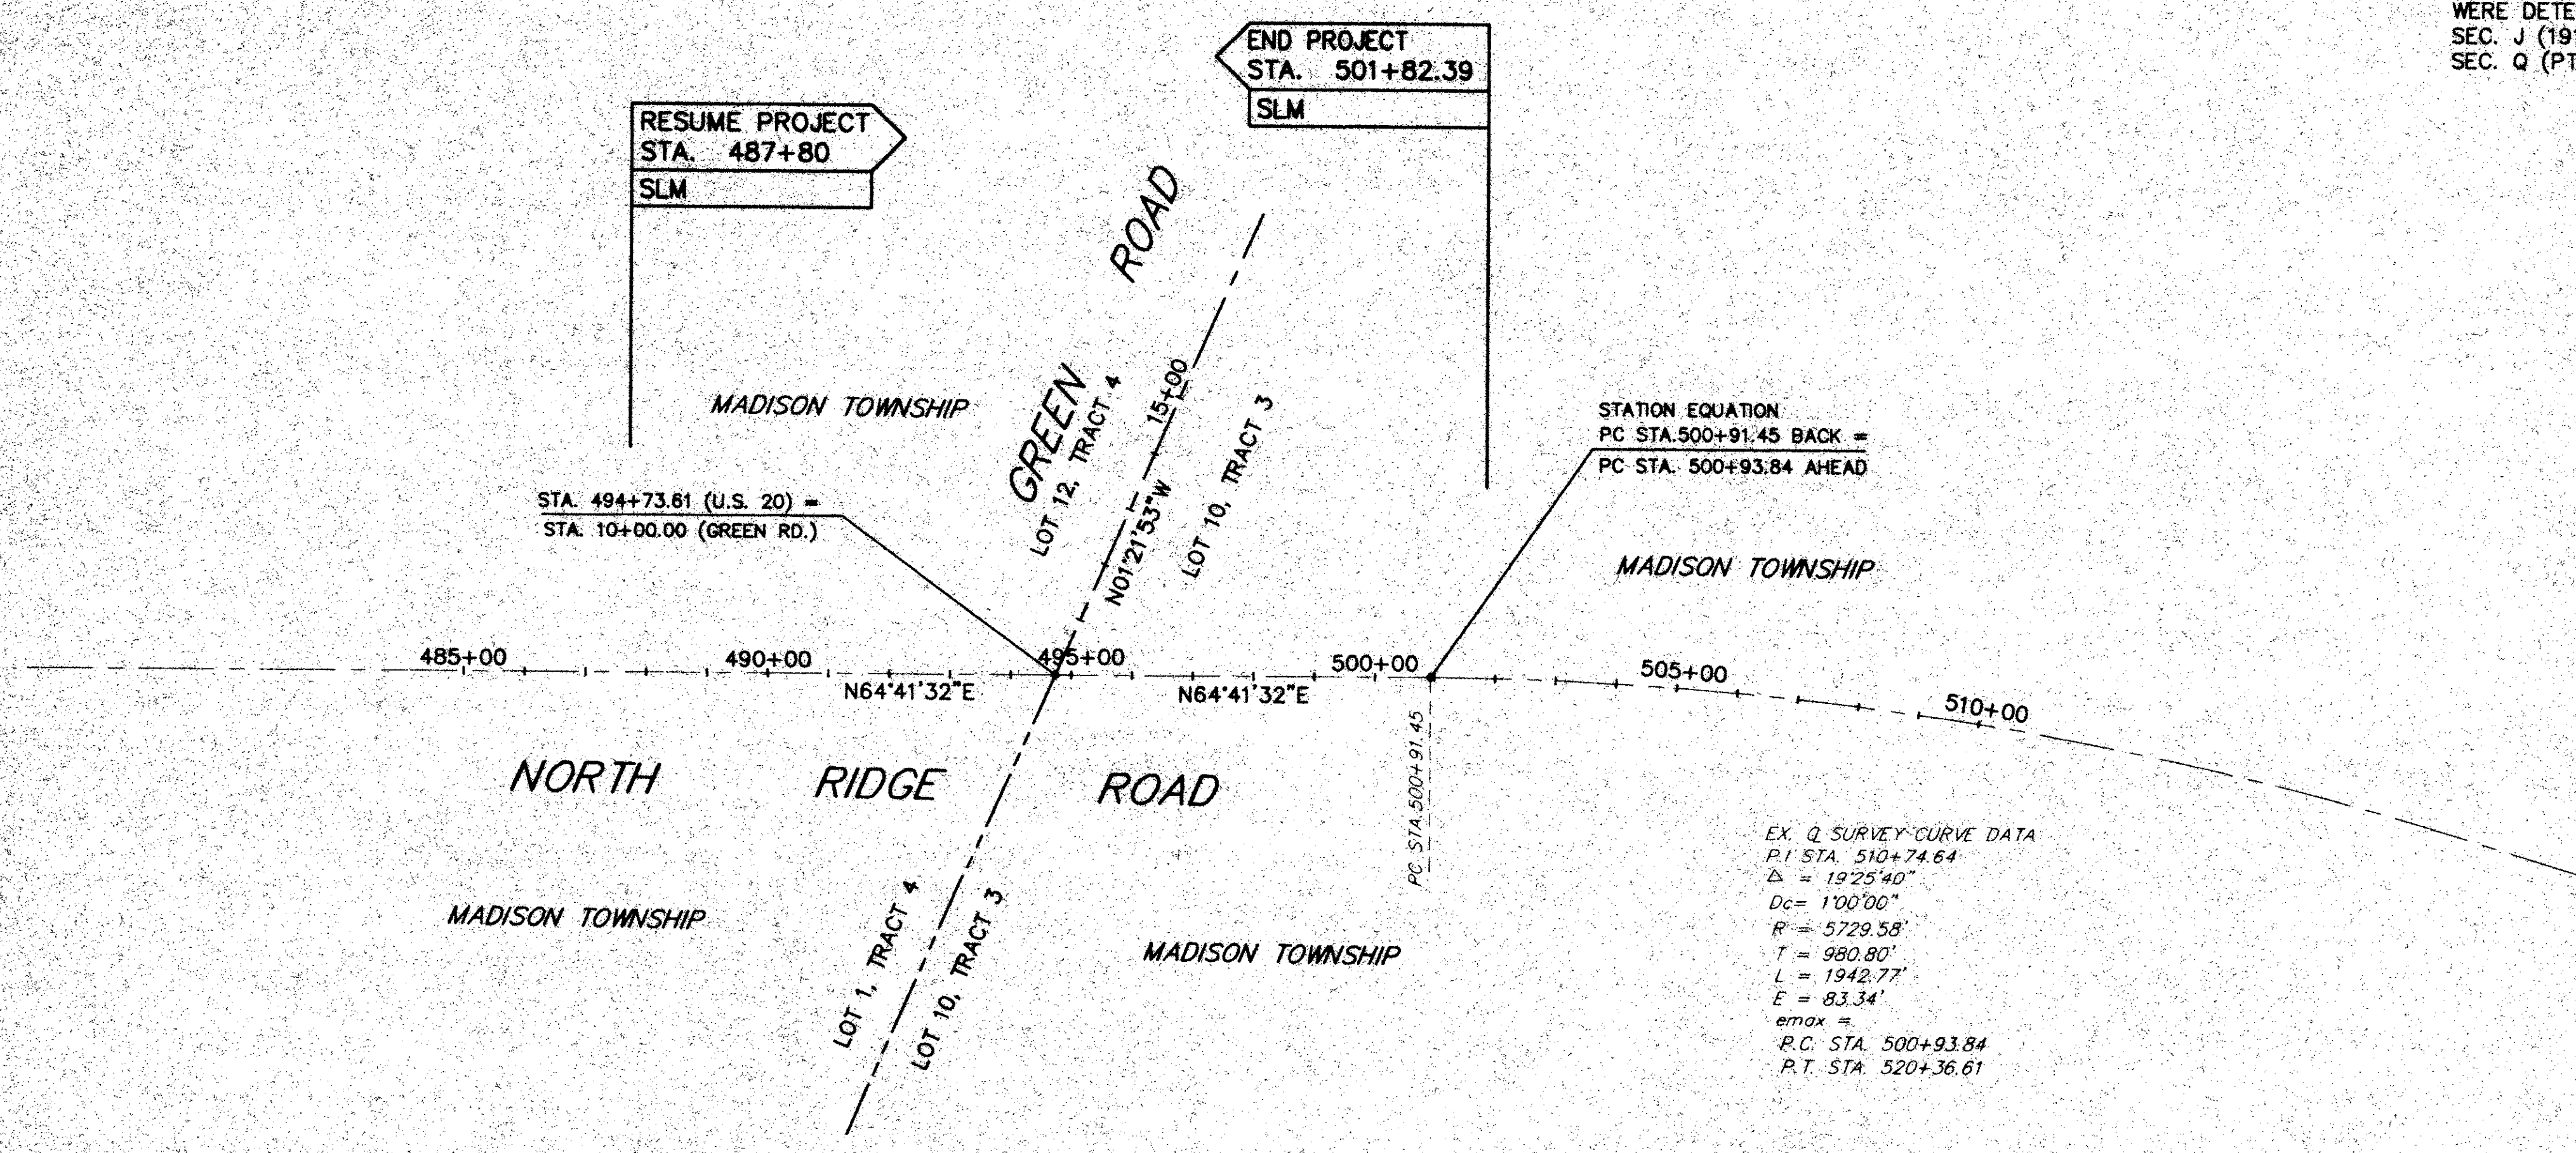 WERE DETE
SEC. J (19
SEC. Q (PT
END PROJECT
STA. 501+82.39
SLM
RESUME PROJECT
STA. 487+80
SLM
GREEN ROAD
LOT 12, TRACT 4
15+00
N01°21'53"W
LOT 10, TRACT 3
MADISON TOWNSHIP
STATION EQUATION
PC STA.500+91.45 BACK =
PC STA. 500+93.84 AHEAD
STA. 494+73.61 (U.S. 20) =
STA. 10+00.00 (GREEN RD.)
MADISON TOWNSHIP
485+00
490+00
495+00
500+00
505+00
510+00
N64°41'32"E
N64°41'32"E
PC STA.500+91.45
NORTH RIDGE ROAD
EX. ℄ SURVEY CURVE DATA
P.I STA. 510+74.64
Δ = 19°25'40"
Dc= 1°00'00"
R = 5729.58'
T = 980.80'
L = 1942.77'
E = 83.34'
emax =
P.C. STA. 500+93.84
P.T. STA. 520+36.61
MADISON TOWNSHIP
LOT 1, TRACT 4
LOT 10, TRACT 3
MADISON TOWNSHIP